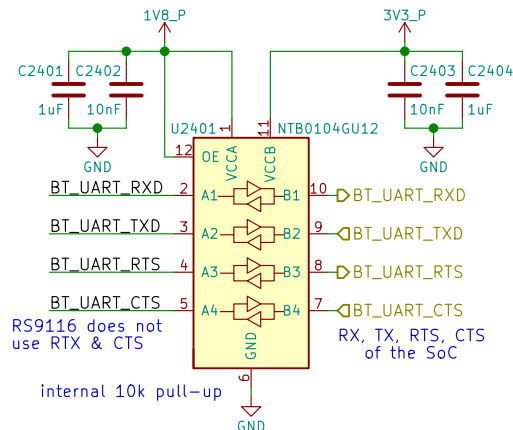 1V8_P
3V3_P
C2401
C2402
C2403
C2404
1uF
10nF
10nF
1uF
GND
GND
U2401
NTB0104GU12
1
11
12
OE
VCCA
VCCB
BT_UART_RXD
2
A1
B1
10
BT_UART_RXD
BT_UART_TXD
3
A2
B2
9
BT_UART_TXD
BT_UART_RTS
4
A3
B3
8
BT_UART_RTS
BT_UART_CTS
5
A4
B4
7
BT_UART_CTS
GND
6
RS9116 does not
use RTX & CTS
RX, TX, RTS, CTS
of the SoC
internal 10k pull-up
GND